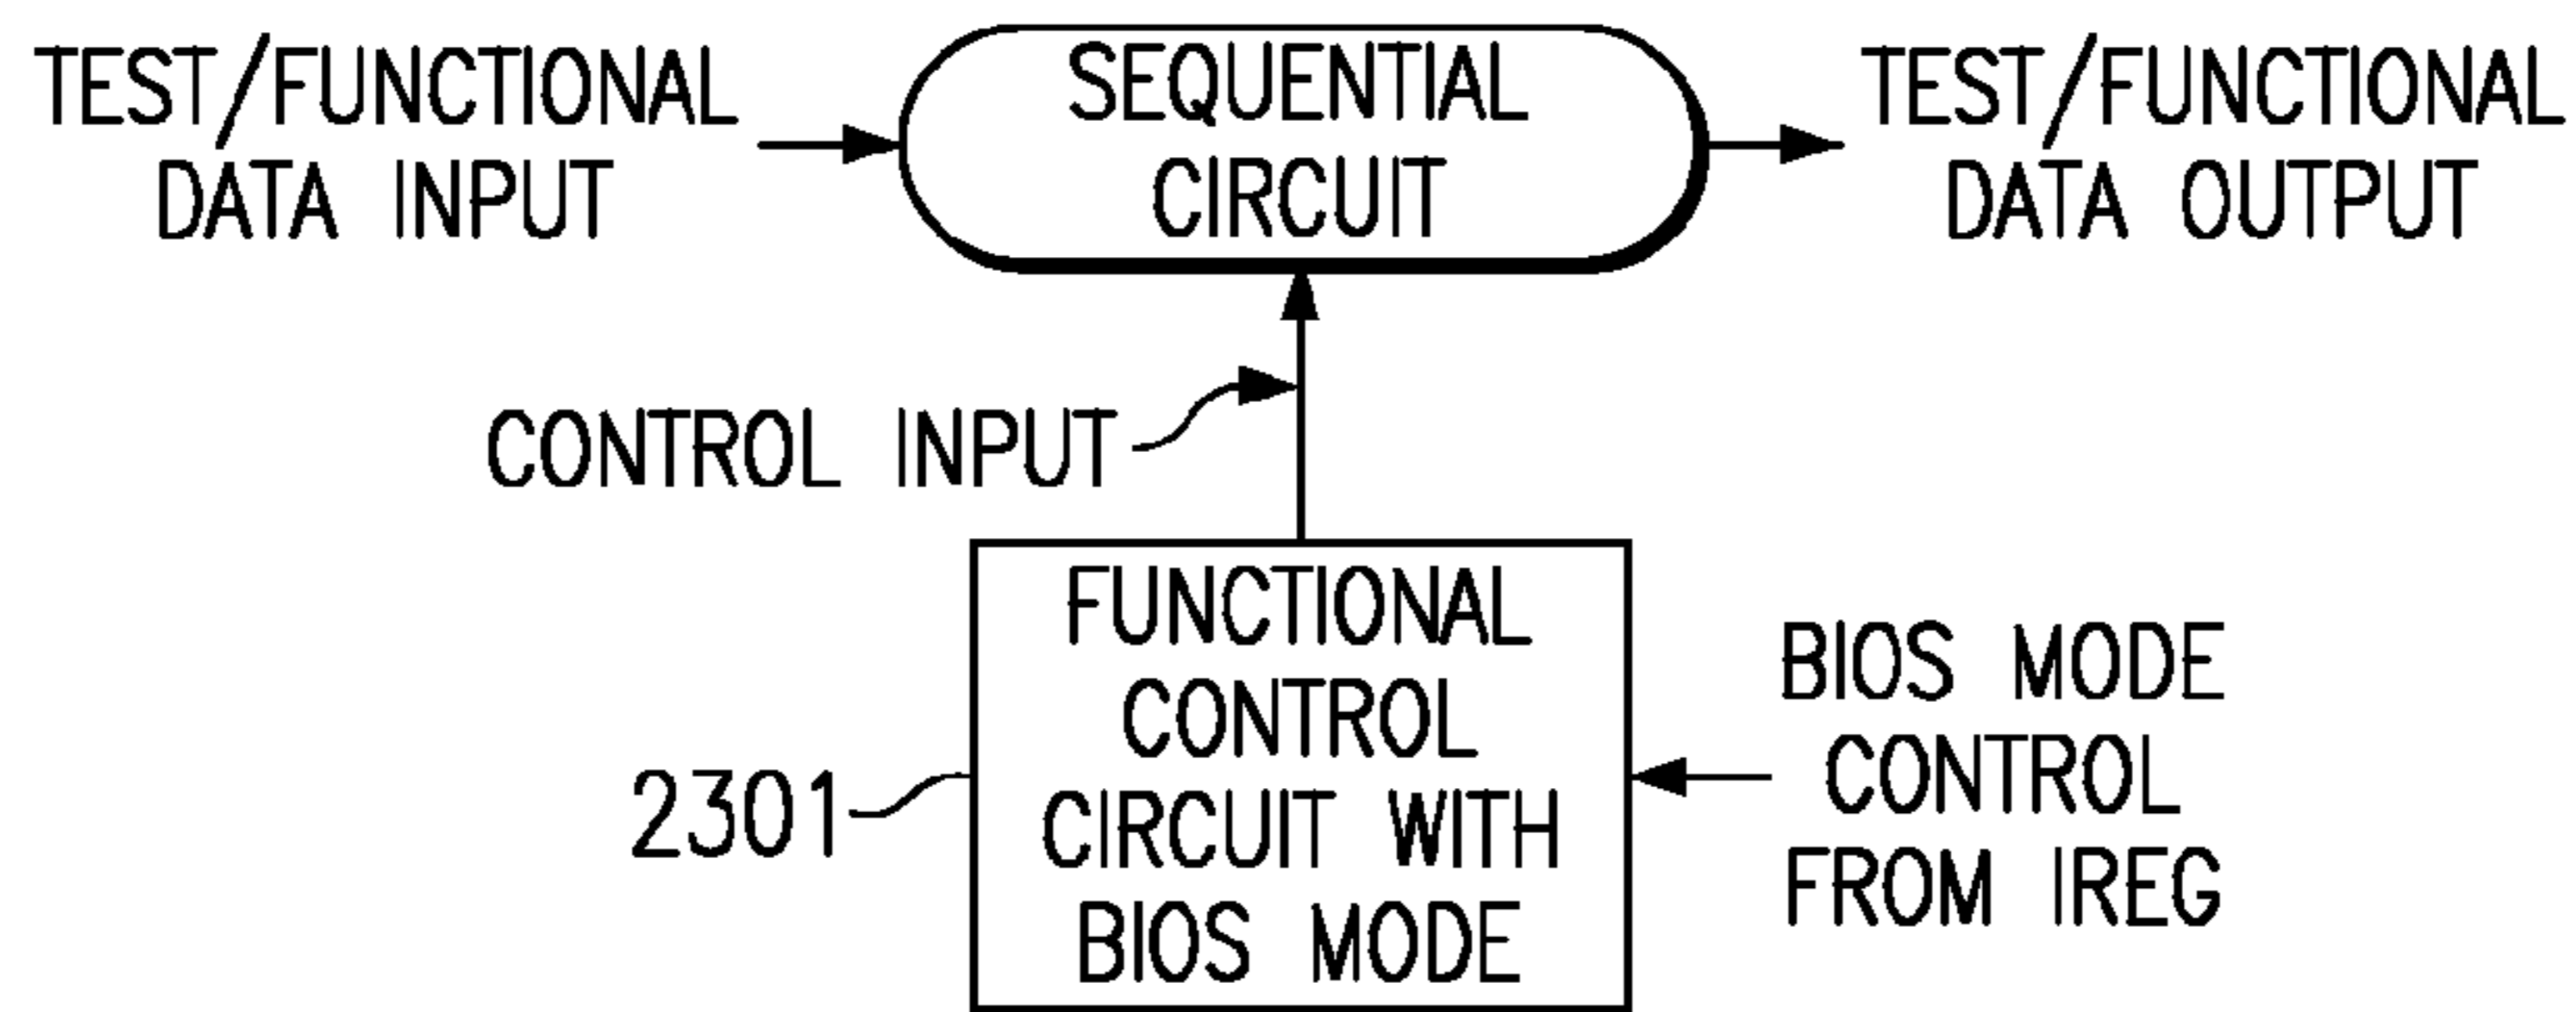 TEST/FUNCTIONAL
DATA INPUT
SEQUENTIAL
CIRCUIT
TEST/FUNCTIONAL
DATA OUTPUT
CONTROL INPUT
FUNCTIONAL
CONTROL
CIRCUIT WITH
BIOS MODE
2301
BIOS MODE
CONTROL
FROM IREG